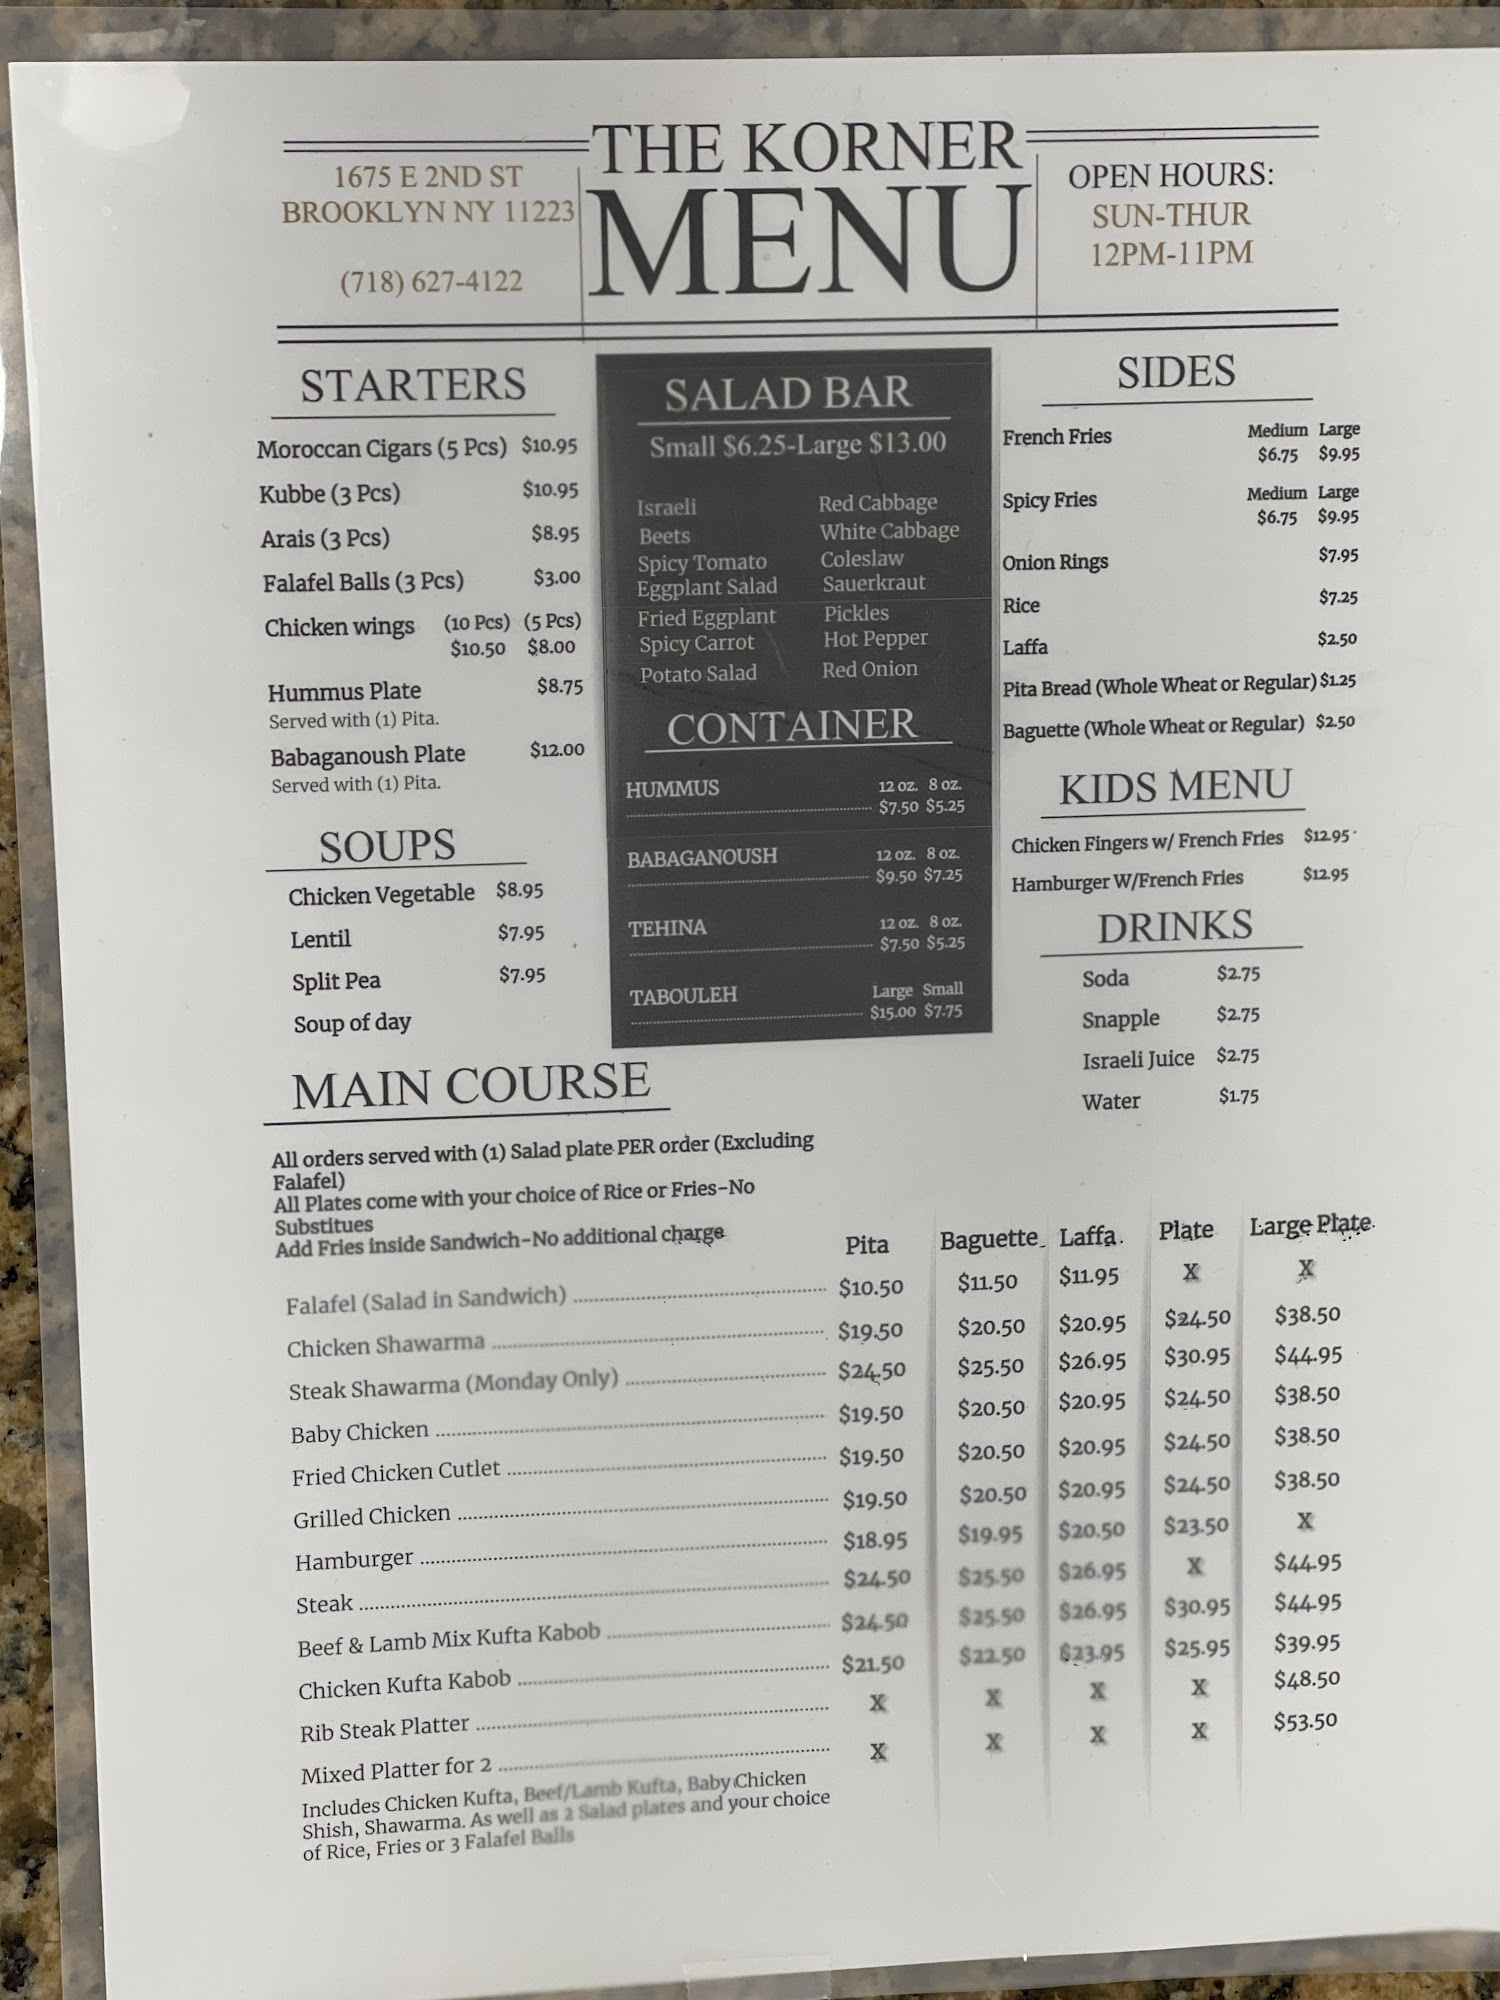 THE KORNER
MENU
1675 E 2ND ST
BROOKLYN NY 11223
(718) 627-4122
OPEN HOURS:
SUN-THUR
12PM-11PM
STARTERS
Moroccan Cigars (5 Pcs) $10.95
Kubbe (3 Pcs) $10.95
Arais (3 Pcs) $8.95
Falafel Balls (3 Pcs) $3.00
Chicken wings (10 Pcs) (5 Pcs)
$10.50 $8.00
Hummus Plate $8.75
Served with (1) Pita.
Babaganoush Plate $12.00
Served with (1) Pita.
SOUPS
Chicken Vegetable $8.95
Lentil $7.95
Split Pea $7.95
Soup of day
SALAD BAR
Small $6.25-Large $13.00
Israeli Red Cabbage
Beets White Cabbage
Spicy Tomato Coleslaw
Eggplant Salad Sauerkraut
Fried Eggplant Pickles
Spicy Carrot Hot Pepper
Potato Salad Red Onion
CONTAINER
HUMMUS 12 oz. 8 oz.
$7.50 $5.25
BABAGANOUSH 12 oz. 8 oz.
$9.50 $7.25
TEHINA 12 oz. 8 oz.
$7.50 $5.25
TABOULEH Large Small
$15.00 $7.75
SIDES
French Fries Medium Large
$6.75 $9.95
Spicy Fries Medium Large
$6.75 $9.95
Onion Rings $7.95
Rice $7.25
Laffa $2.50
Pita Bread (Whole Wheat or Regular) $1.25
Baguette (Whole Wheat or Regular) $2.50
KIDS MENU
Chicken Fingers w/ French Fries $12.95
Hamburger W/French Fries $12.95
DRINKS
Soda $2.75
Snapple $2.75
Israeli Juice $2.75
Water $1.75
MAIN COURSE
All orders served with (1) Salad plate PER order (Excluding
Falafel)
All Plates come with your choice of Rice or Fries-No
Substitues
Add Fries inside Sandwich-No additional charge
Pita Baguette Laffa. Plate Large Plate.
Falafel (Salad in Sandwich) $10.50 $11.50 $11.95 X X
Chicken Shawarma $19.50 $20.50 $20.95 $24.50 $38.50
Steak Shawarma (Monday Only) $24.50 $25.50 $26.95 $30.95 $44.95
Baby Chicken $19.50 $20.50 $20.95 $24.50 $38.50
Fried Chicken Cutlet $19.50 $20.50 $20.95 $24.50 $38.50
Grilled Chicken $19.50 $20.50 $20.95 $24.50 $38.50
Hamburger $18.95 $19.95 $20.50 $23.50 X
Steak $24.50 $25.50 $26.95 X $44.95
Beef & Lamb Mix Kufta Kabob $24.50 $25.50 $26.95 $30.95 $44.95
Chicken Kufta Kabob $21.50 $22.50 $23.95 $25.95 $39.95
Rib Steak Platter X X X X $48.50
Mixed Platter for 2 X X X X $53.50
Includes Chicken Kufta, Beef/Lamb Kufta, Baby Chicken
Shish, Shawarma. As well as 2 Salad plates and your choice
of Rice, Fries or 3 Falafel Balls